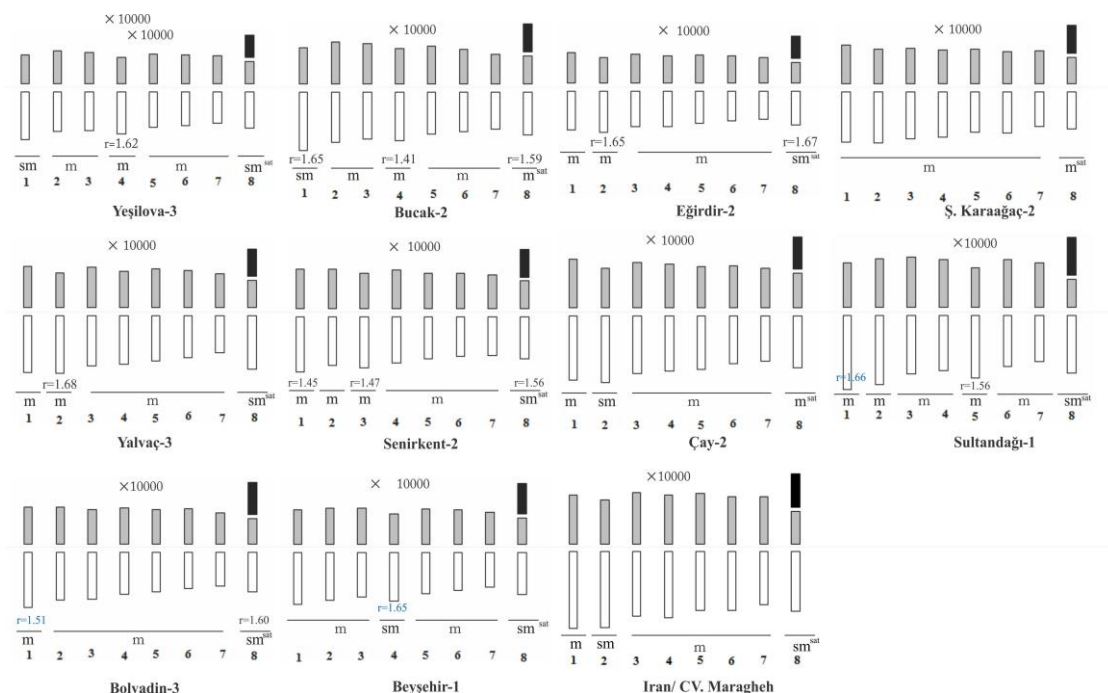 × 10000
× 10000
r=1.62
sm m m m sm sat
1 2 3 4 5 6 7 8
Yeşilova-3
× 10000
r=1.65 r=1.41 r=1.59
sm m m m m sat
1 2 3 4 5 6 7 8
Bucak-2
× 10000
r=1.65 r=1.67
m m m sm sat
1 2 3 4 5 6 7 8
Eğirdir-2
× 10000
m m sat
1 2 3 4 5 6 7 8
Ş. Karaağaç-2
× 10000
r=1.68
m m m sm sat
1 2 3 4 5 6 7 8
Yalvaç-3
× 10000
r=1.45 r=1.47 r=1.56
m m m m sm sat
1 2 3 4 5 6 7 8
Senirkent-2
× 10000
m sm m m sat
1 2 3 4 5 6 7 8
Çay-2
×10000
r=1.66 r=1.56
m m m m m sm sat
1 2 3 4 5 6 7 8
Sultandağı-1
×10000
r=1.51 r=1.60
m m sm sat
1 2 3 4 5 6 7 8
Bolvadin-3
× 10000
r=1.65
m sm m sm sat
1 2 3 4 5 6 7 8
Beyşehir-1
×10000
m sm m sm sat
1 2 3 4 5 6 7 8
Iran/ CV. Maragheh